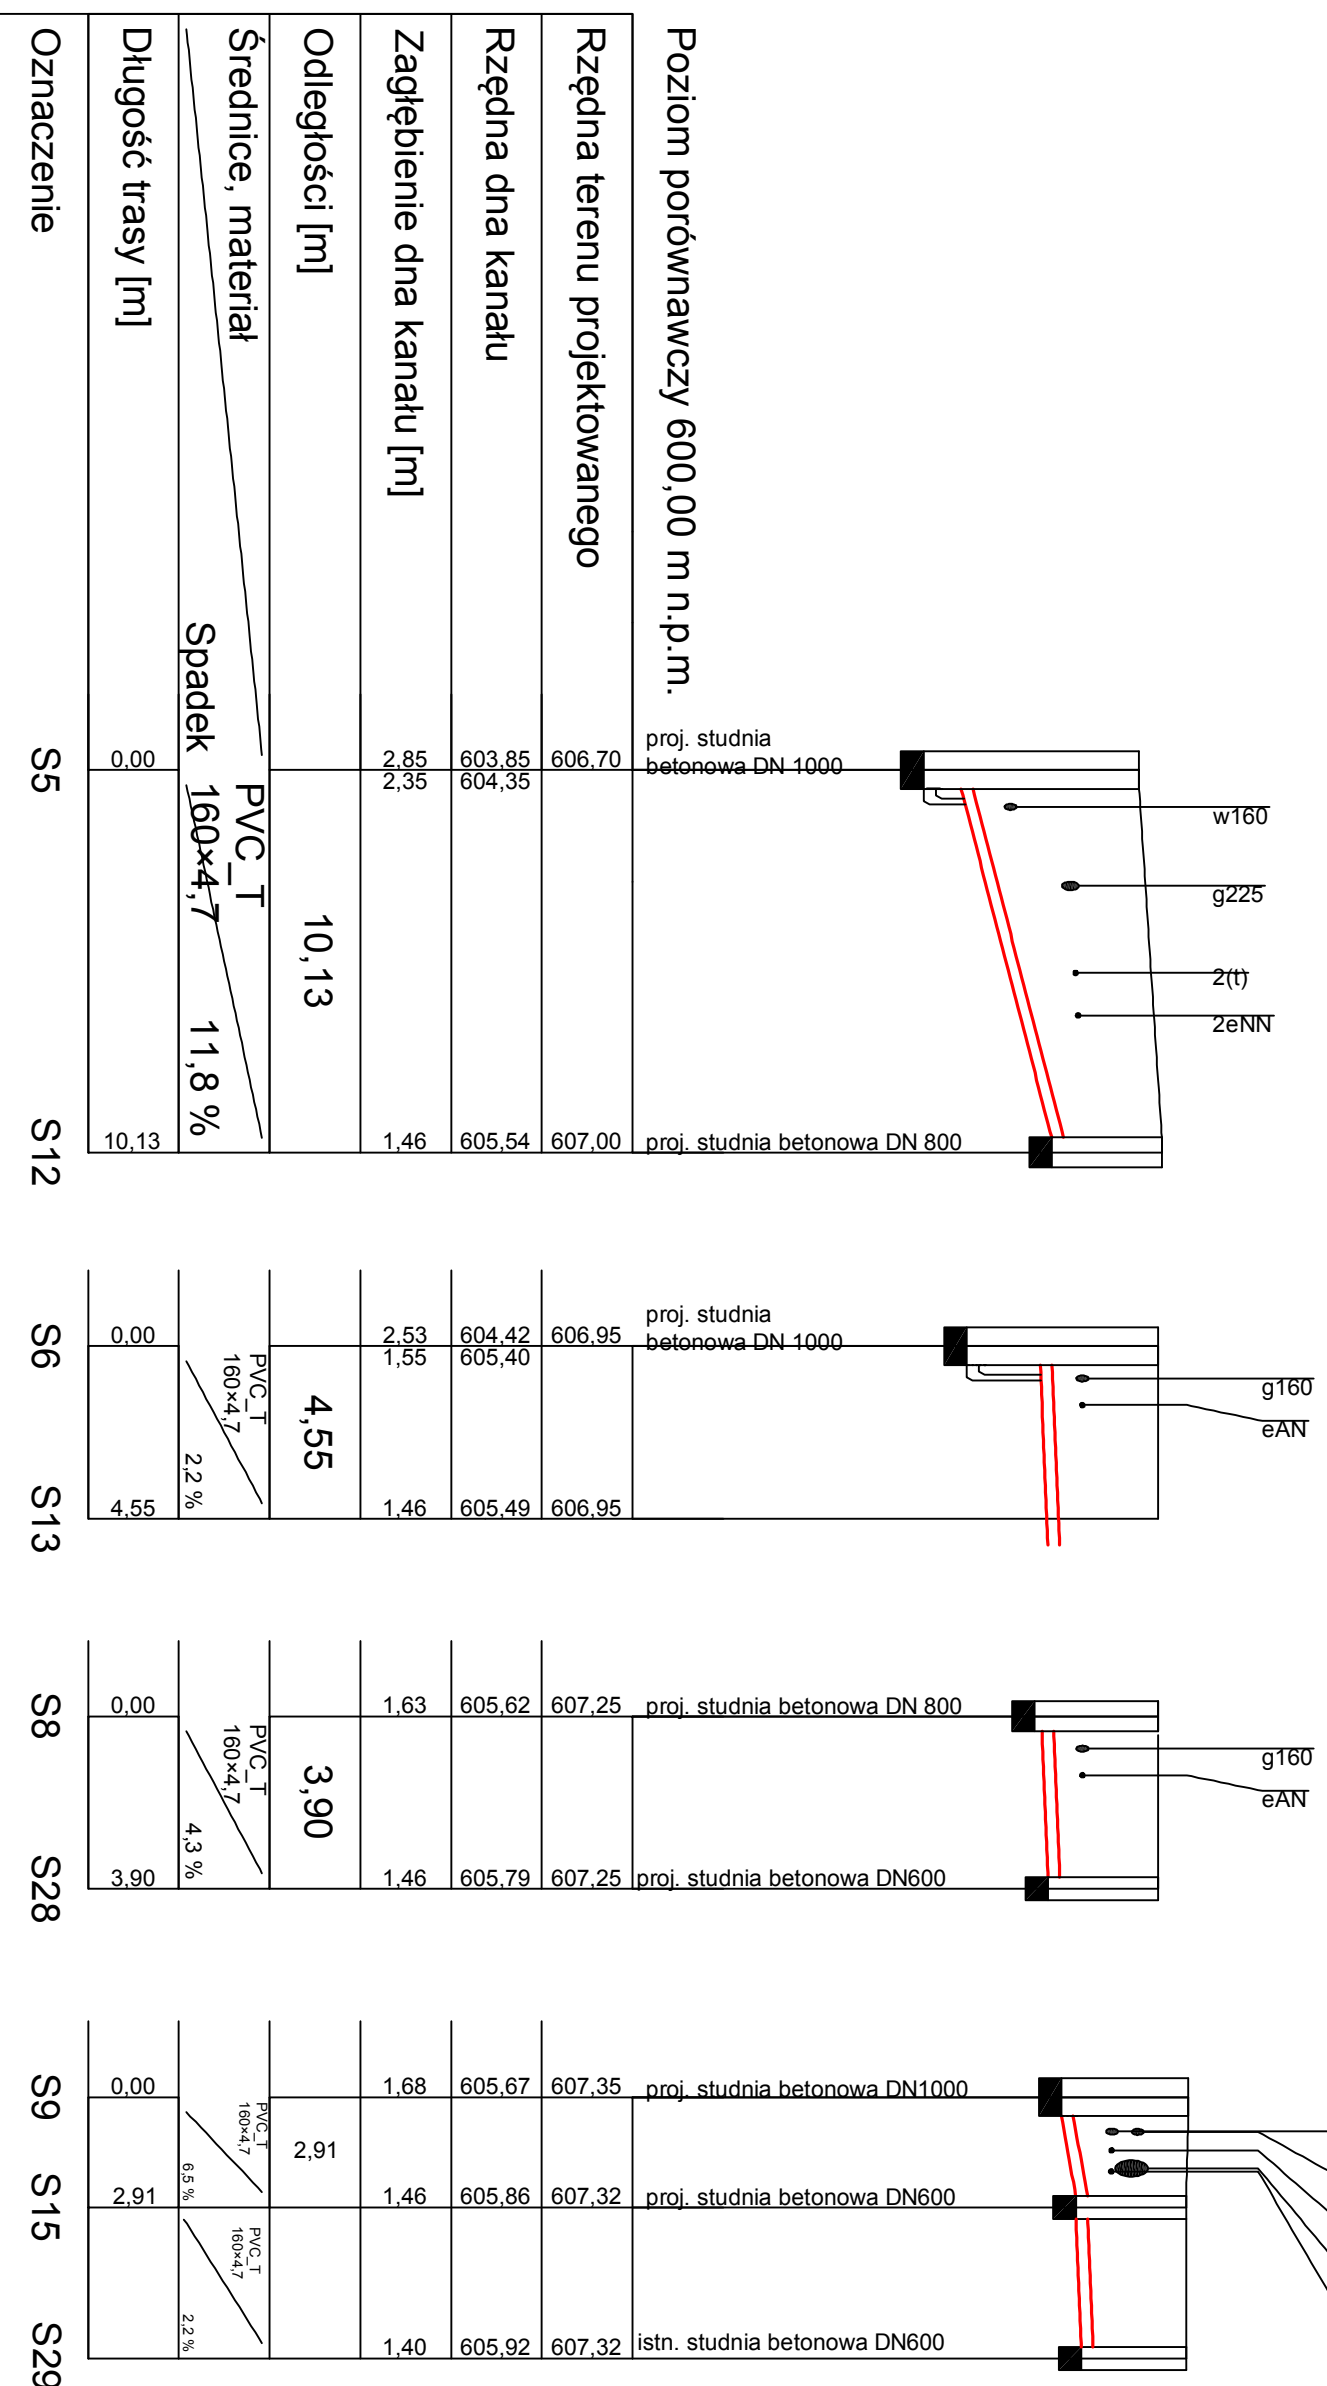 Poziom porównawczy 600,00 m n.p.m.
Rzędna terenu projektowanego
Rzędna dna kanału
Zagłębienie dna kanału [m]
Odległości [m]
Średnice, materiał
Spadek
Długość trasy [m]
Oznaczenie
w160
g225
2(t)
2eNN
proj. studnia
betonowa DN 1000
606,70
603,85
604,35
2,85
2,35
0,00
S5
PVC_T
160×4,7
11,8 %
10,13
proj. studnia betonowa DN 800
607,00
605,54
1,46
10,13
S12
g160
eAN
proj. studnia
betonowa DN 1000
606,95
604,42
605,40
2,53
1,55
0,00
S6
PVC_T
160×4,7
2,2 %
4,55
606,95
605,49
1,46
4,55
S13
g160
eAN
proj. studnia betonowa DN 800
607,25
605,62
1,63
0,00
S8
PVC_T
160×4,7
4,3 %
3,90
proj. studnia betonowa DN600
607,25
605,79
1,46
3,90
S28
proj. studnia betonowa DN1000
607,35
605,67
1,68
0,00
S9
PVC_T
160×4,7
6,5 %
2,91
proj. studnia betonowa DN600
607,32
605,86
1,46
2,91
S15
PVC_T
160×4,7
2,2 %
istn. studnia betonowa DN600
607,32
605,92
1,40
S29